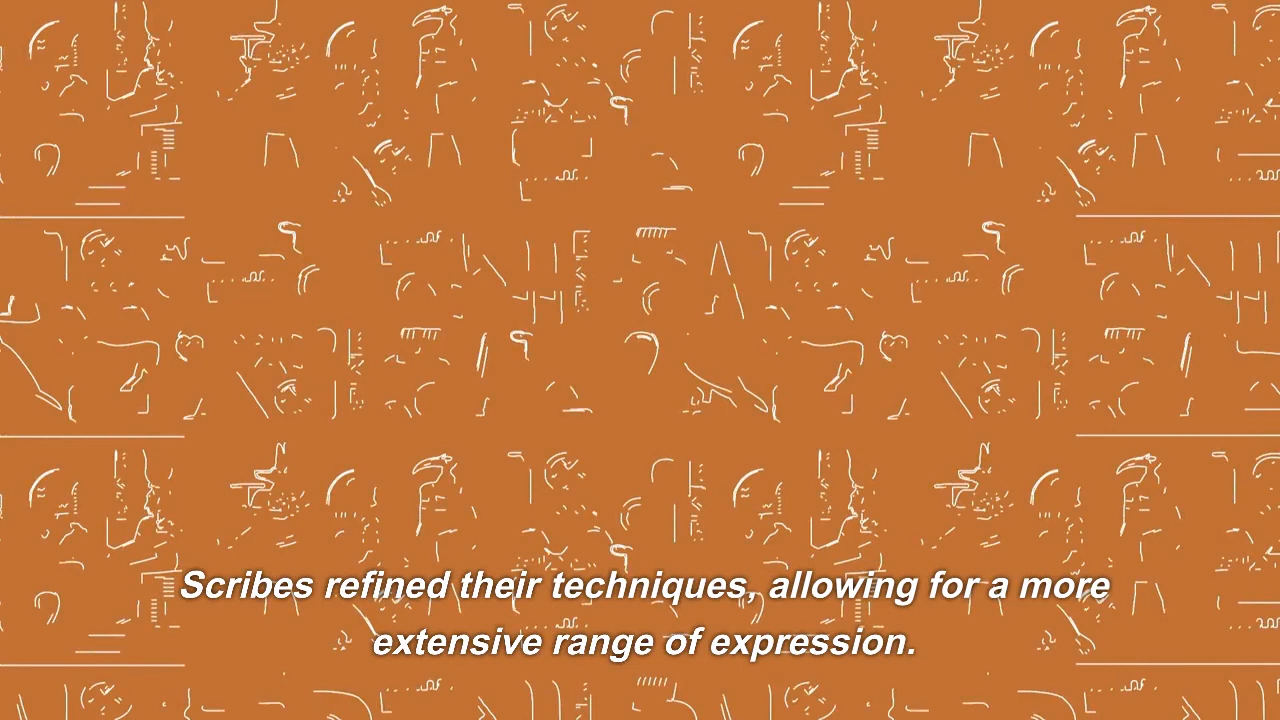 Scribes refined their techniques, allowing for a more
extensive range of expression.